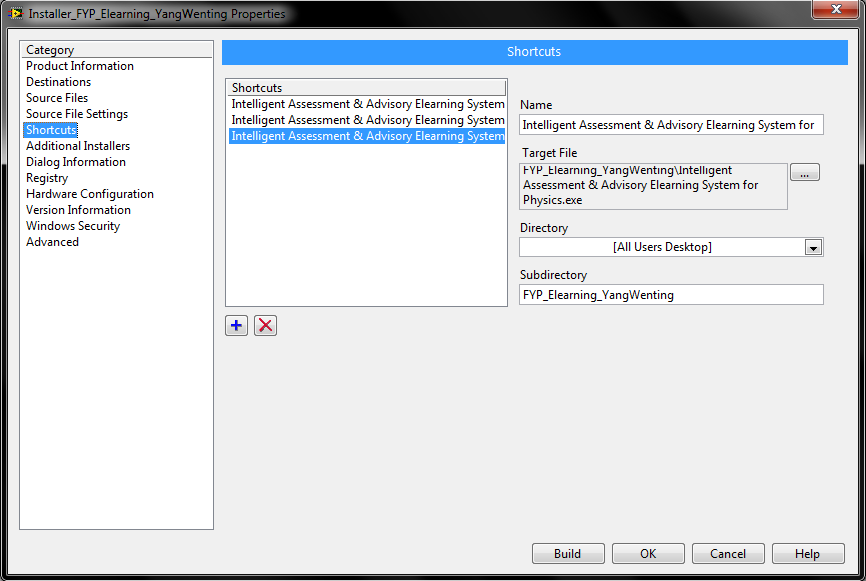 Installer_FYP_Elearning_YangWenting Properties
Category
Product Information
Destinations
Source Files
Source File Settings
Shortcuts
Additional Installers
Dialog Information
Registry
Hardware Configuration
Version Information
Windows Security
Advanced
Shortcuts
Shortcuts
Intelligent Assessment & Advisory Elearning System
Intelligent Assessment & Advisory Elearning System
Intelligent Assessment & Advisory Elearning System
Name
Intelligent Assessment & Advisory Elearning System for
Target File
FYP_Elearning_YangWenting\Intelligent
Assessment & Advisory Elearning System for
Physics.exe
...
Directory
[All Users Desktop]
Subdirectory
FYP_Elearning_YangWenting
Build
OK
Cancel
Help